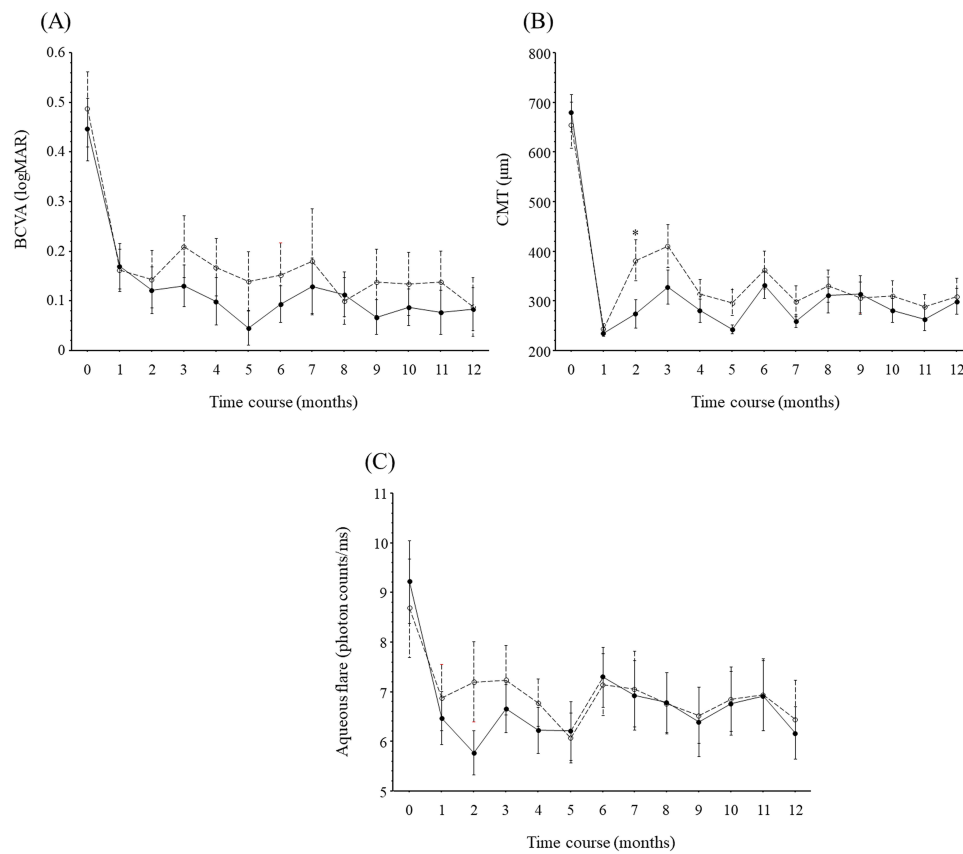 (A)
BCVA (logMAR)
0.6
0.5
0.4
0.3
0.2
0.1
0
0 1 2 3 4 5 6 7 8 9 10 11 12
Time course (months)
(B)
CMT (μm)
800
700
600
500
400
300
200
*
0 1 2 3 4 5 6 7 8 9 10 11 12
Time course (months)
(C)
Aqueous flare (photon counts/ms)
11
10
9
8
7
6
5
0 1 2 3 4 5 6 7 8 9 10 11 12
Time course (months)